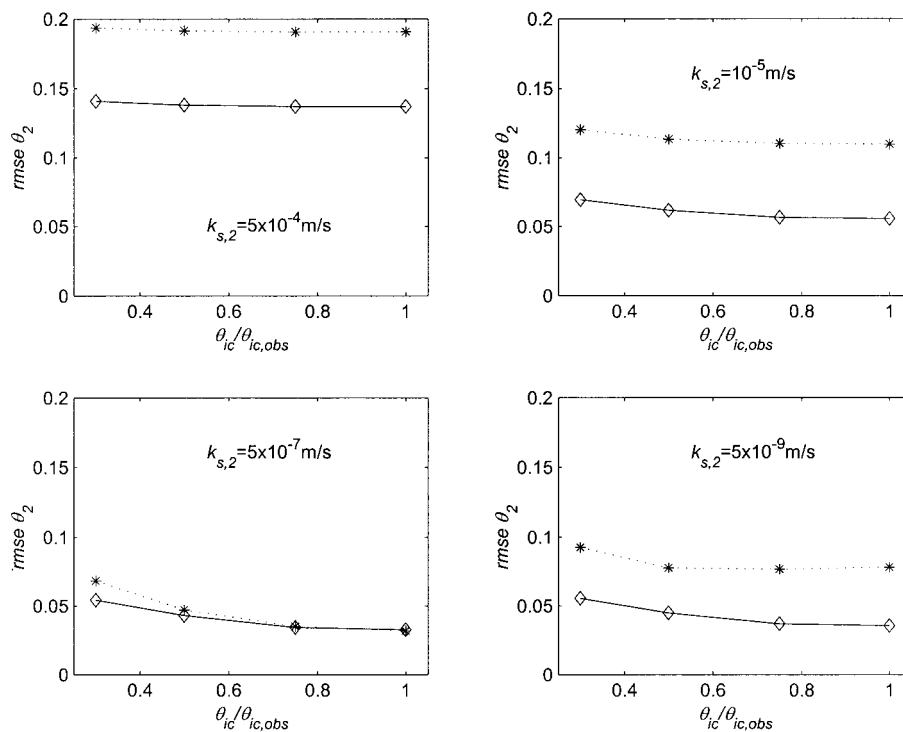 0.2
0.15
0.1
0.05
0
rmse θ₂
kₛ,₂=5x10⁻⁴m/s
0.4 0.6 0.8 1
θic/θic,obs
0.2
0.15
0.1
0.05
0
rmse θ₂
kₛ,₂=10⁻⁵m/s
0.4 0.6 0.8 1
θic/θic,obs
0.2
0.15
0.1
0.05
0
rmse θ₂
kₛ,₂=5x10⁻⁷m/s
0.4 0.6 0.8 1
θic/θic,obs
0.2
0.15
0.1
0.05
0
rmse θ₂
kₛ,₂=5x10⁻⁹m/s
0.4 0.6 0.8 1
θic/θic,obs